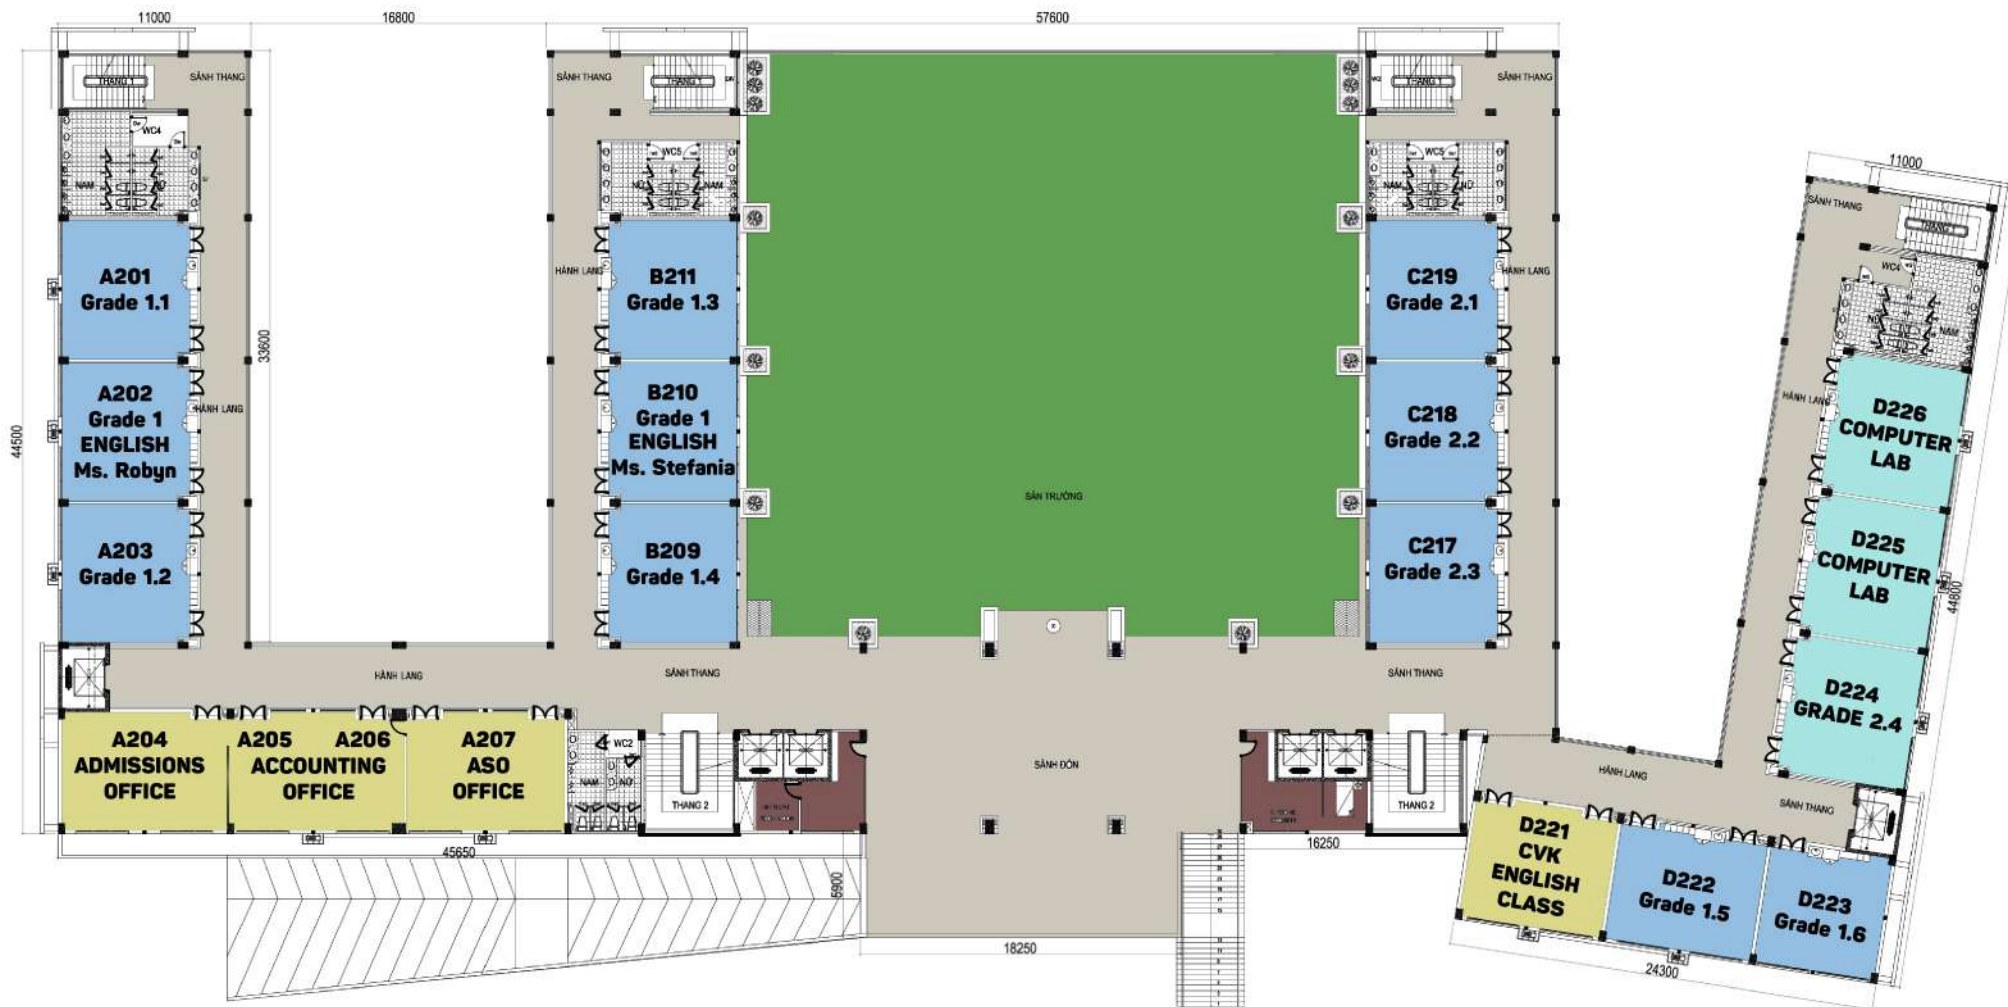 11000
16800
57600
THANG 1
SẢNH THANG
SẢNH THANG
THANG 1
THANG 1
SẢNH THANG
WC4
NAM
NỮ
WC5
NỮ
NAM
WC5
NAM
NỮ
11000
SẢNH THANG
THANG
WC4
NỮ
NAM
A201
Grade 1.1
HÀNH LANG
B211
Grade 1.3
C219
Grade 2.1
HÀNH LANG
33600
44500
A202
Grade 1
ENGLISH
Ms. Robyn
HÀNH LANG
B210
Grade 1
ENGLISH
Ms. Stefania
C218
Grade 2.2
HÀNH LANG
D226
COMPUTER
LAB
SÂN TRƯỜNG
A203
Grade 1.2
B209
Grade 1.4
C217
Grade 2.3
D225
COMPUTER
LAB
44800
HÀNH LANG
SẢNH THANG
SẢNH THANG
D224
GRADE 2.4
A204
ADMISSIONS
OFFICE
A205 A206
ACCOUNTING
OFFICE
A207
ASO
OFFICE
WC2
NAM
NỮ
THANG 2
SẢNH ĐÓN
THANG 2
HÀNH LANG
SẢNH THANG
45650
5900
16250
18250
D221
CVK
ENGLISH
CLASS
D222
Grade 1.5
D223
Grade 1.6
24300